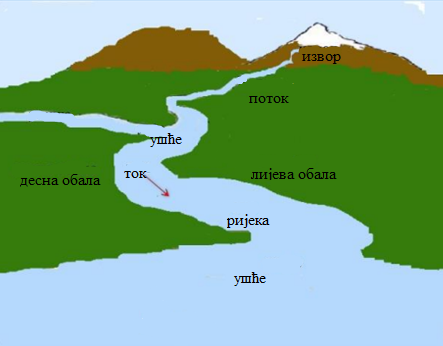 извор
поток
ушће
ток
десна обала
лијева обала
ријека
ушће